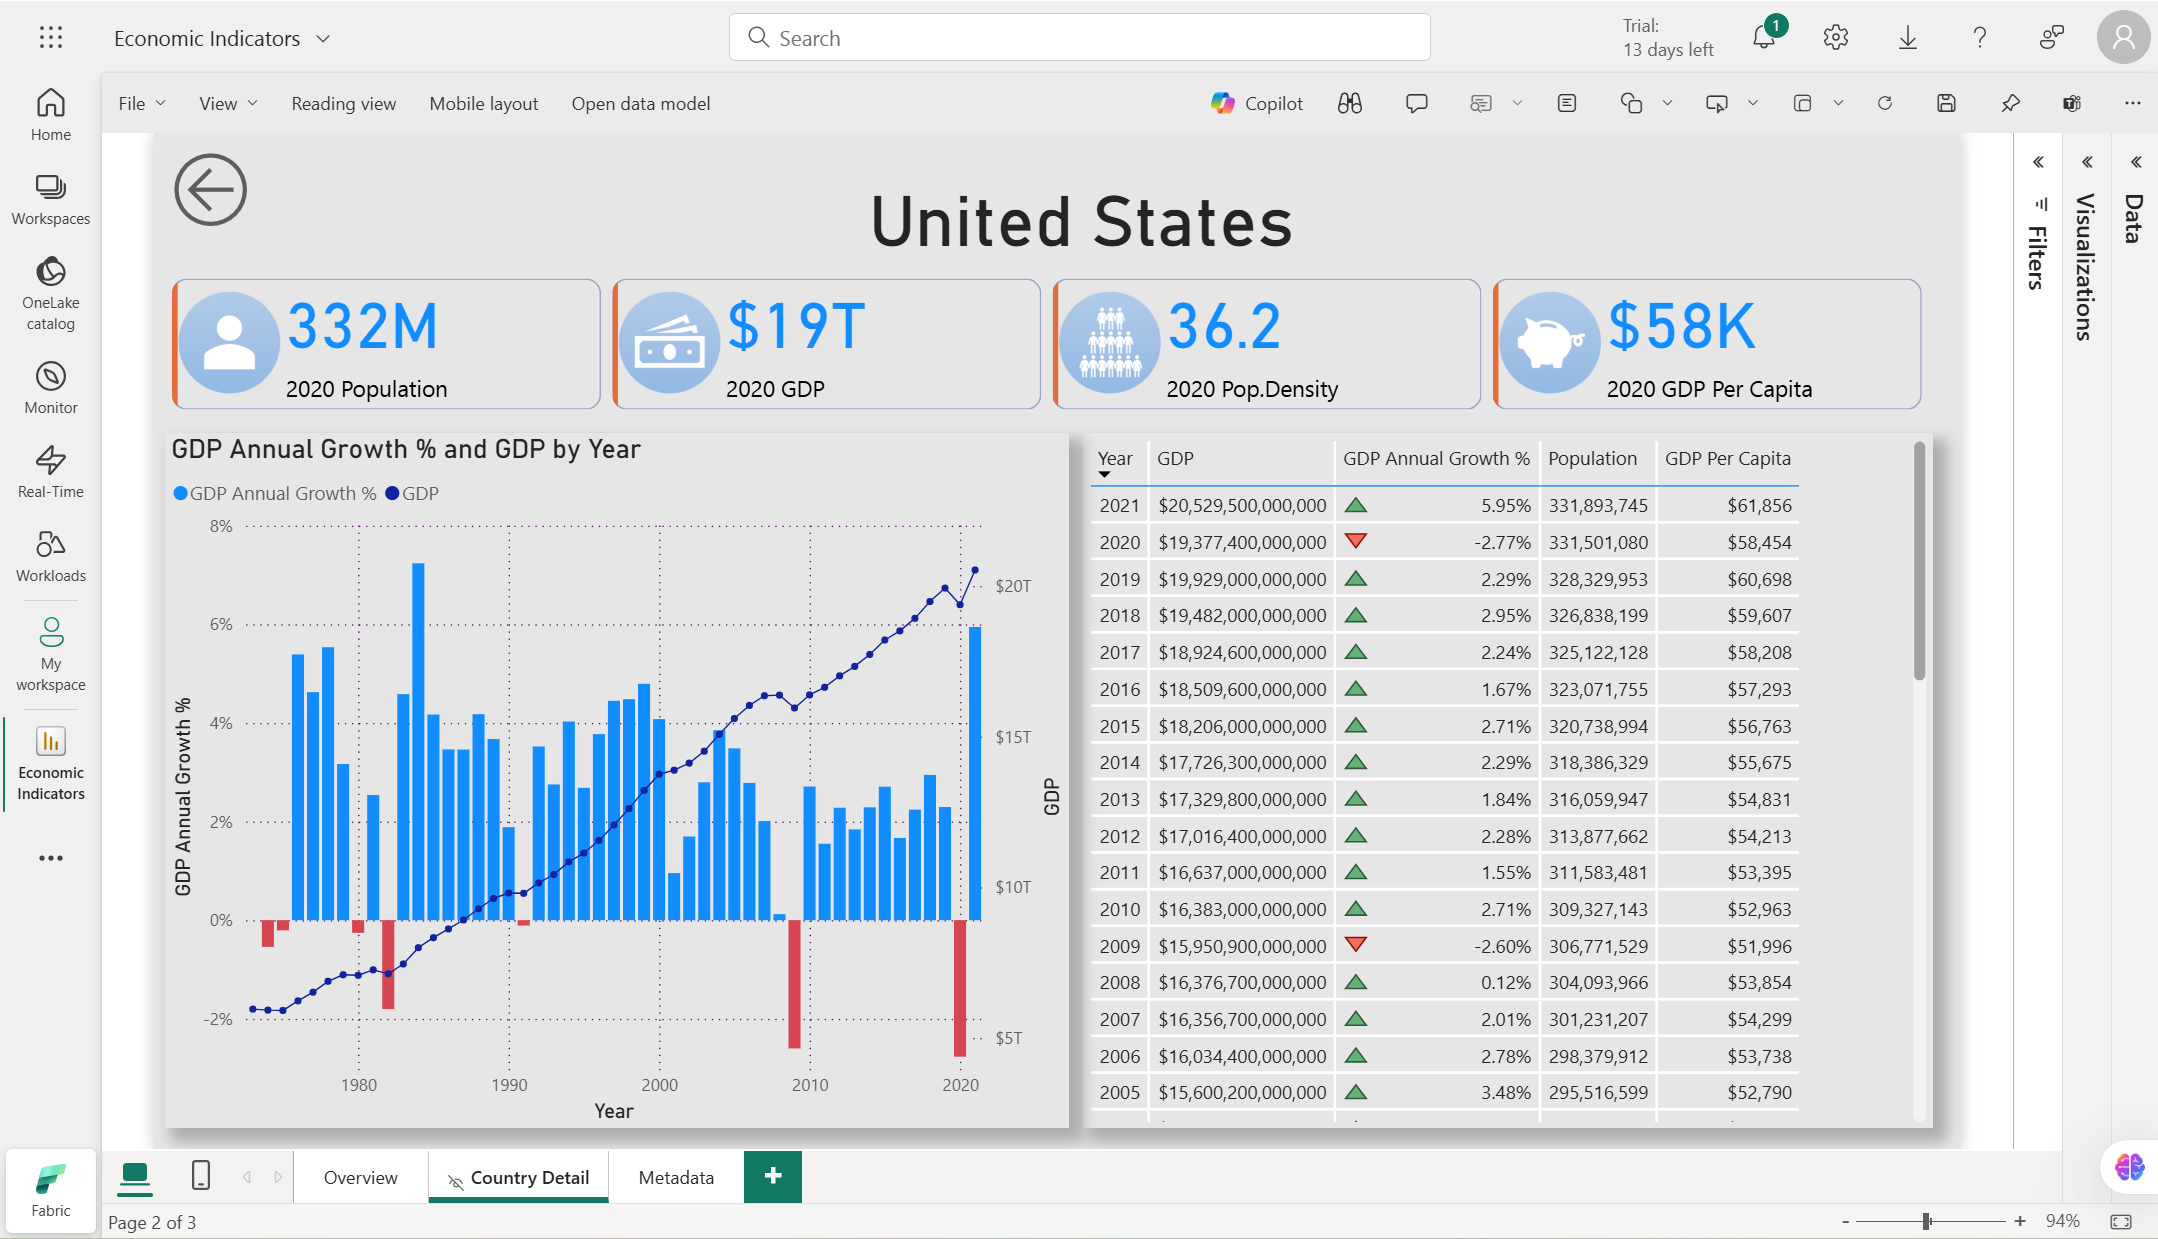 Economic Indicators
Search
Trial:
13 days left
1
File
View
Reading view
Mobile layout
Open data model
Copilot
Home
Workspaces
OneLake
catalog
Monitor
Real-Time
Workloads
My
workspace
Economic
Indicators
Fabric
United States
332M
2020 Population
$19T
2020 GDP
36.2
2020 Pop.Density
$58K
2020 GDP Per Capita
Filters
Visualizations
Data
GDP Annual Growth % and GDP by Year
GDP Annual Growth % GDP
8%
6%
4%
2%
0%
-2%
GDP Annual Growth %
$20T
$15T
$10T
$5T
GDP
1980 1990 2000 2010 2020
Year
Year GDP GDP Annual Growth % Population GDP Per Capita
2021 $20,529,500,000,000 5.95% 331,893,745 $61,856
2020 $19,377,400,000,000 -2.77% 331,501,080 $58,454
2019 $19,929,000,000,000 2.29% 328,329,953 $60,698
2018 $19,482,000,000,000 2.95% 326,838,199 $59,607
2017 $18,924,600,000,000 2.24% 325,122,128 $58,208
2016 $18,509,600,000,000 1.67% 323,071,755 $57,293
2015 $18,206,000,000,000 2.71% 320,738,994 $56,763
2014 $17,726,300,000,000 2.29% 318,386,329 $55,675
2013 $17,329,800,000,000 1.84% 316,059,947 $54,831
2012 $17,016,400,000,000 2.28% 313,877,662 $54,213
2011 $16,637,000,000,000 1.55% 311,583,481 $53,395
2010 $16,383,000,000,000 2.71% 309,327,143 $52,963
2009 $15,950,900,000,000 -2.60% 306,771,529 $51,996
2008 $16,376,700,000,000 0.12% 304,093,966 $53,854
2007 $16,356,700,000,000 2.01% 301,231,207 $54,299
2006 $16,034,400,000,000 2.78% 298,379,912 $53,738
2005 $15,600,200,000,000 3.48% 295,516,599 $52,790
Overview
Country Detail
Metadata
+
Page 2 of 3
- + 94%